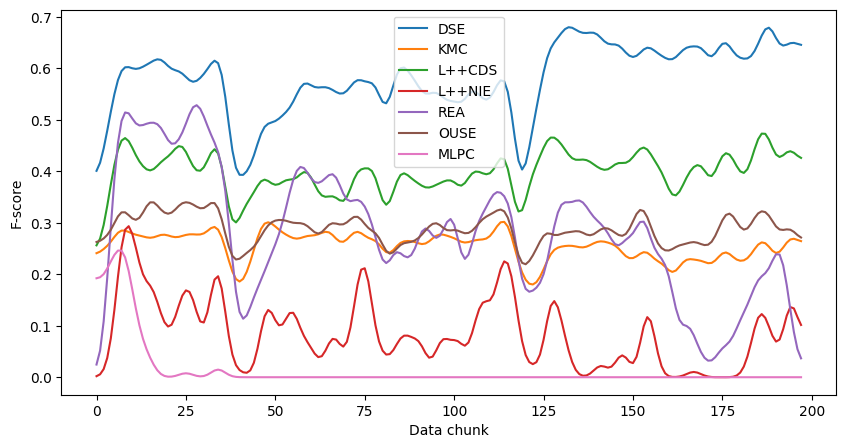 0.7
0.6
0.5
0.4
0.3
0.2
0.1
0.0
F-score
DSE
KMC
L++CDS
L++NIE
REA
OUSE
MLPC
0
25
50
75
100
125
150
175
200
Data chunk